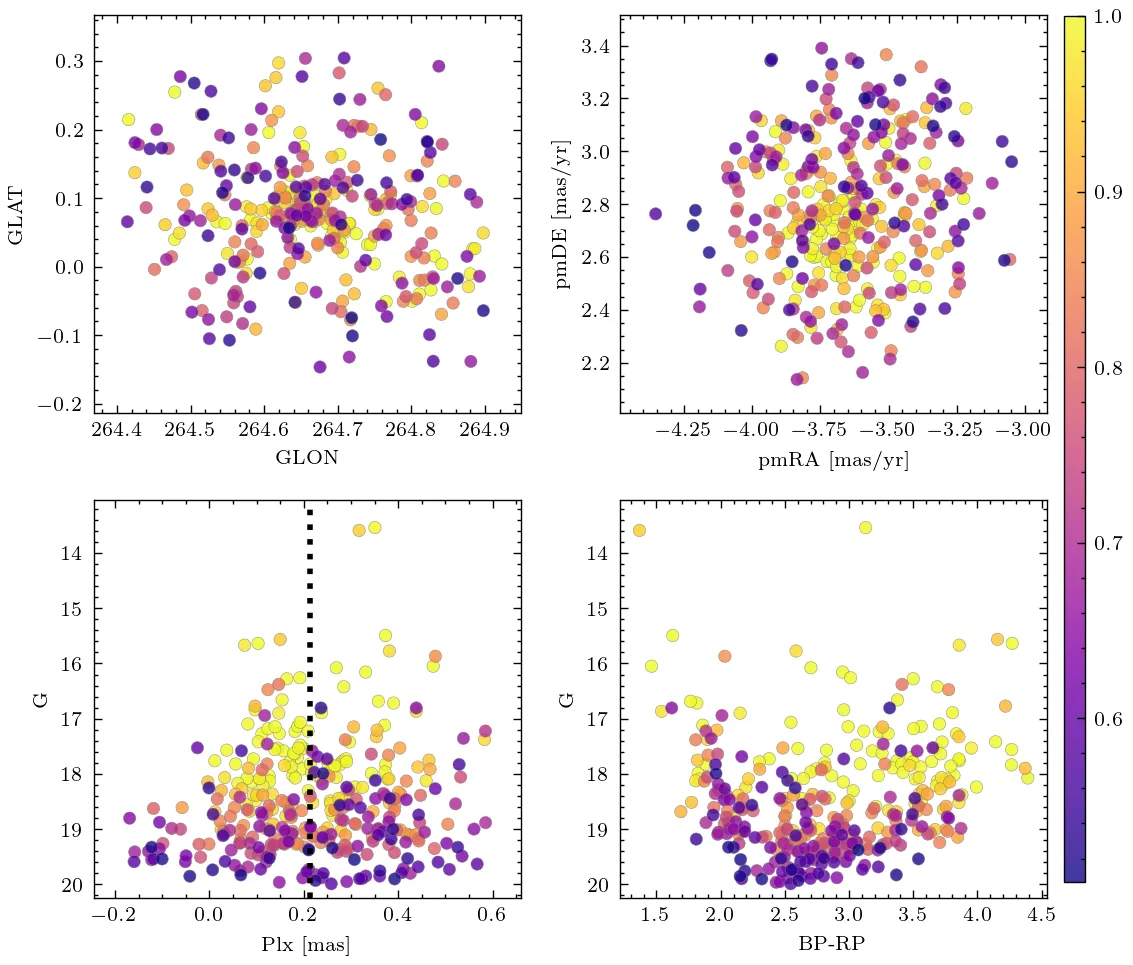 0.3
0.2
0.1
0.0
−0.1
−0.2
GLAT
264.4 264.5 264.6 264.7 264.8 264.9
GLON
3.4
3.2
3.0
2.8
2.6
2.4
2.2
pmDE [mas/yr]
−4.25 −4.00 −3.75 −3.50 −3.25 −3.00
pmRA [mas/yr]
1.0
0.9
0.8
0.7
0.6
14
15
16
17
18
19
20
G
−0.2 0.0 0.2 0.4 0.6
Plx [mas]
14
15
16
17
18
19
20
G
1.5 2.0 2.5 3.0 3.5 4.0 4.5
BP-RP